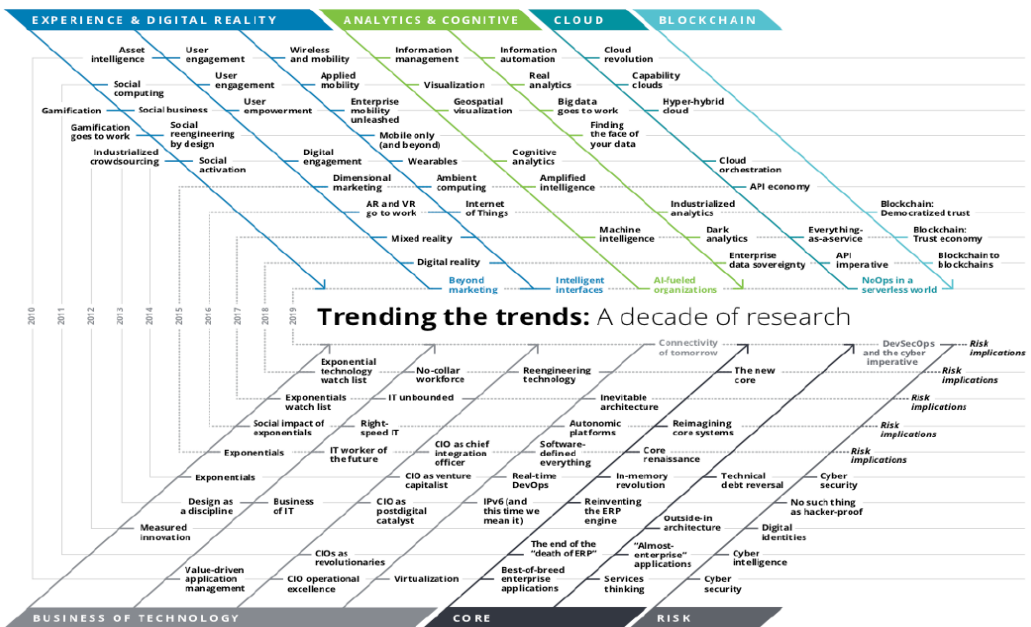 EXPERIENCE & DIGITAL REALITY
ANALYTICS & COGNITIVE
CLOUD
BLOCKCHAIN
Asset
intelligence
User
engagement
Wireless
and mobility
Information
management
Information
automation
Cloud
revolution
Social
computing
User
engagement
Applied
mobility
Visualization
Real
analytics
Capability
clouds
Gamification
Social business
User
empowerment
Enterprise
mobility
unleashed
Geospatial
visualization
Big data
goes to work
Hyper-hybrid
cloud
Gamification
goes to work
Social
reengineering
by design
Mobile only
(and beyond)
Finding
the face of
your data
Industrialized
crowdsourcing
Social
activation
Digital
engagement
Wearables
Cognitive
analytics
Cloud
orchestration
Dimensional
marketing
Ambient
computing
Amplified
intelligence
API economy
AR and VR
go to work
Internet
of Things
Industrialized
analytics
Blockchain:
Democratized trust
Mixed reality
Machine
intelligence
Dark
analytics
Everything-
as-a-service
Blockchain:
Trust economy
Digital reality
Enterprise
data sovereignty
API
imperative
Blockchain to
blockchains
Beyond
marketing
Intelligent
interfaces
AI-fueled
organizations
NoOps in a
serverless world
2010
2011
2012
2013
2014
2015
2016
2017
2018
2019
Trending the trends: A decade of research
Connectivity
of tomorrow
DevSecOps
and the cyber
imperative
Risk
implications
Exponential
technology
watch list
No-collar
workforce
Reengineering
technology
The new
core
Risk
implications
Exponentials
watch list
IT unbounded
Inevitable
architecture
Risk
implications
Social impact of
exponentials
Right-
speed IT
Autonomic
platforms
Reimagining
core systems
Risk
implications
Exponentials
IT worker of
the future
CIO as chief
integration
officer
Software-
defined
everything
Core
renaissance
Risk
implications
Exponentials
CIO as venture
capitalist
Real-time
DevOps
In-memory
revolution
Technical
debt reversal
Cyber
security
Design as
a discipline
Business
of IT
CIO as
postdigital
catalyst
IPv6 (and
this time we
mean it)
Reinventing
the ERP
engine
No such thing
as hacker-proof
Measured
innovation
Outside-in
architecture
Digital
identities
CIOs as
revolutionaries
The end of the
"death of ERP"
"Almost-
enterprise"
applications
Cyber
intelligence
Value-driven
application
management
CIO operational
excellence
Virtualization
Best-of-breed
enterprise
applications
Services
thinking
Cyber
security
BUSINESS OF TECHNOLOGY
CORE
RISK